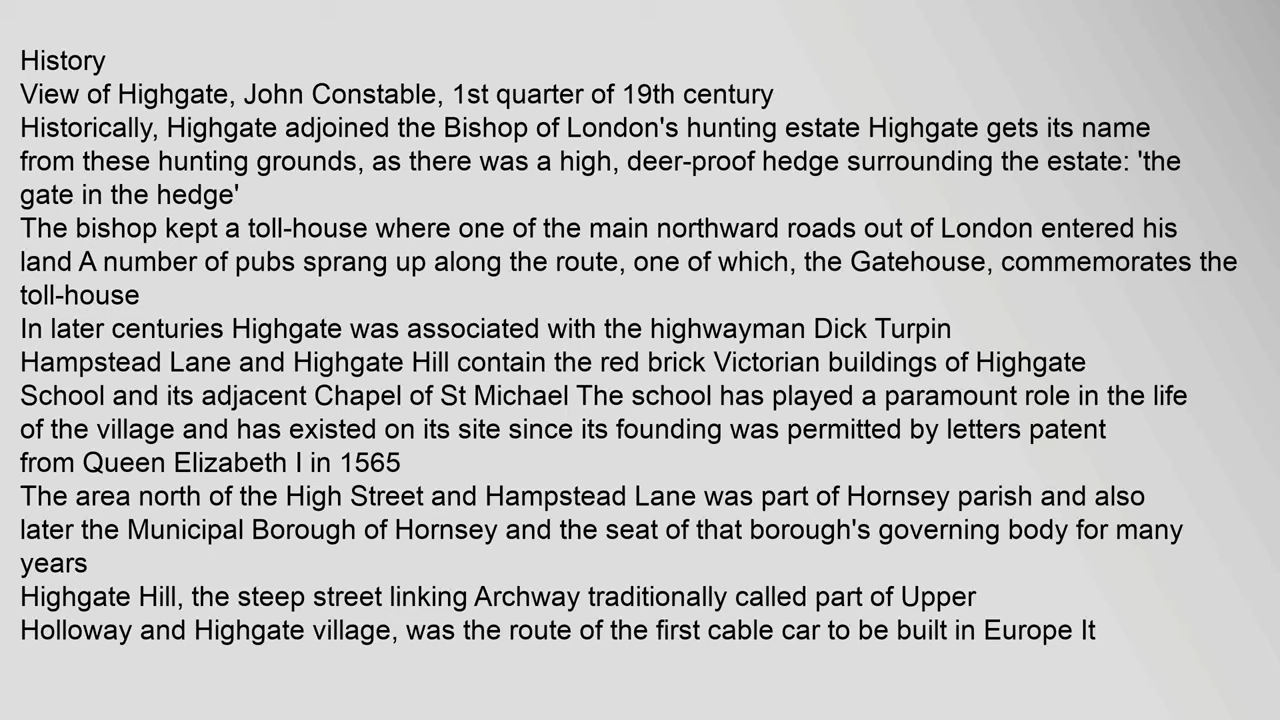 History
View of Highgate, John Constable, 1st quarter of 19th century
Historically, Highgate adjoined the Bishop of London's hunting estate Highgate gets its name
from these hunting grounds, as there was a high, deer-proof hedge surrounding the estate: 'the
gate in the hedge'
The bishop kept a toll-house where one of the main northward roads out of London entered his
land A number of pubs sprang up along the route, one of which, the Gatehouse, commemorates the
toll-house
In later centuries Highgate was associated with the highwayman Dick Turpin
Hampstead Lane and Highgate Hill contain the red brick Victorian buildings of Highgate
School and its adjacent Chapel of St Michael The school has played a paramount role in the life
of the village and has existed on its site since its founding was permitted by letters patent
from Queen Elizabeth I in 1565
The area north of the High Street and Hampstead Lane was part of Hornsey parish and also
later the Municipal Borough of Hornsey and the seat of that borough's governing body for many
years
Highgate Hill, the steep street linking Archway traditionally called part of Upper
Holloway and Highgate village, was the route of the first cable car to be built in Europe It